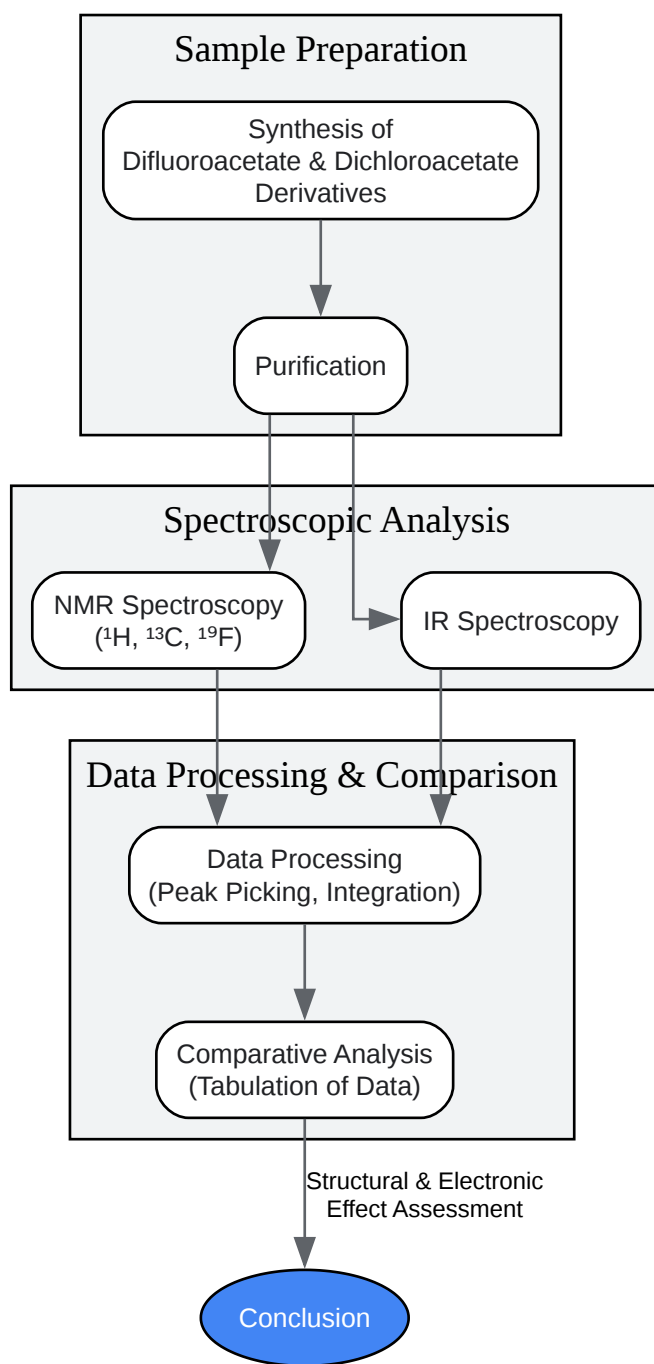 Sample Preparation
Synthesis of
Difluoroacetate & Dichloroacetate
Derivatives
Purification
Spectroscopic Analysis
NMR Spectroscopy
(¹H, ¹³C, ¹⁹F)
IR Spectroscopy
Data Processing & Comparison
Data Processing
(Peak Picking, Integration)
Comparative Analysis
(Tabulation of Data)
Structural & Electronic
Effect Assessment
Conclusion